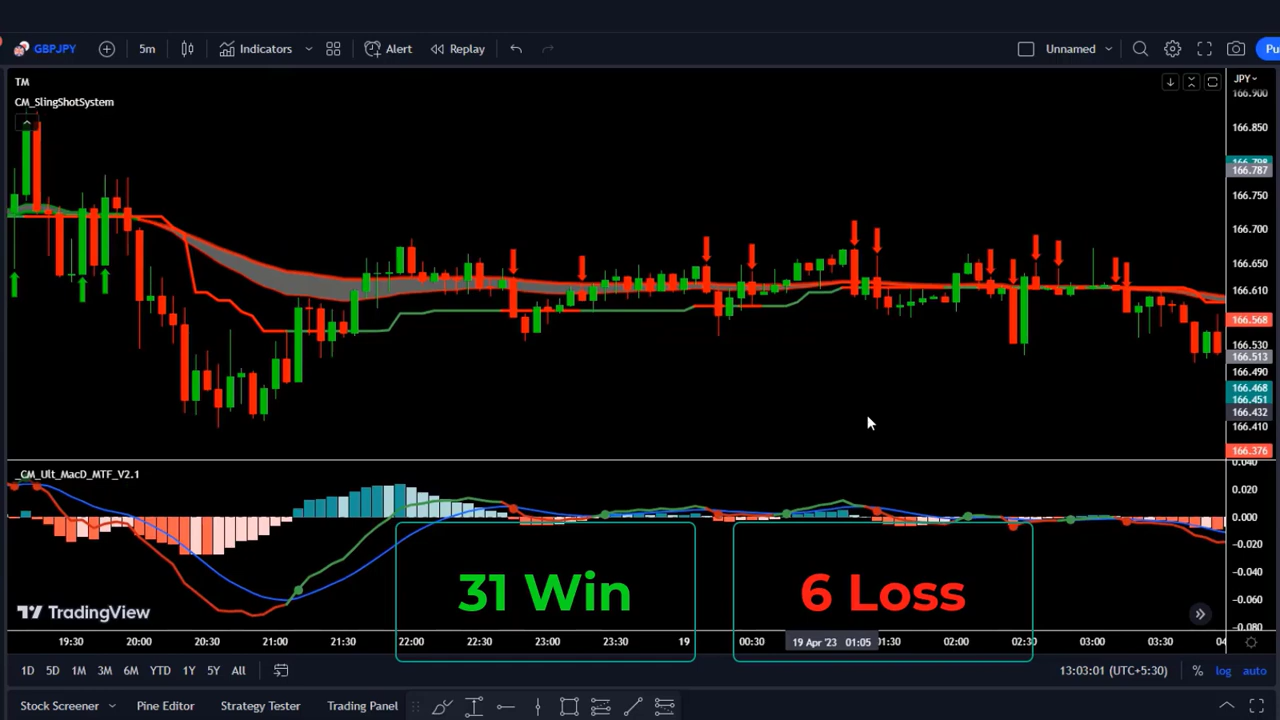 GBPJPY 5m Indicators Alert Replay Unnamed Pu
TM
CM_SlingShotSystem
JPY
166.900
166.850
166.798
166.787
166.750
166.700
166.650
166.610
166.568
166.530
166.513
166.490
166.468
166.451
166.432
166.410
166.376
CM_Ult_MacD_MTF_V2.1
0.040
0.020
0.000
−0.020
−0.040
−0.060
−0.080
31 Win
6 Loss
TradingView
19:30 20:00 20:30 21:00 21:30 22:00 22:30 23:00 23:30 19 00:30 19 Apr '23 01:05 01:30 02:00 02:30 03:00 03:30 04
1D 5D 1M 3M 6M YTD 1Y 5Y All 13:03:01 (UTC+5:30) % log auto
Stock Screener Pine Editor Strategy Tester Trading Panel